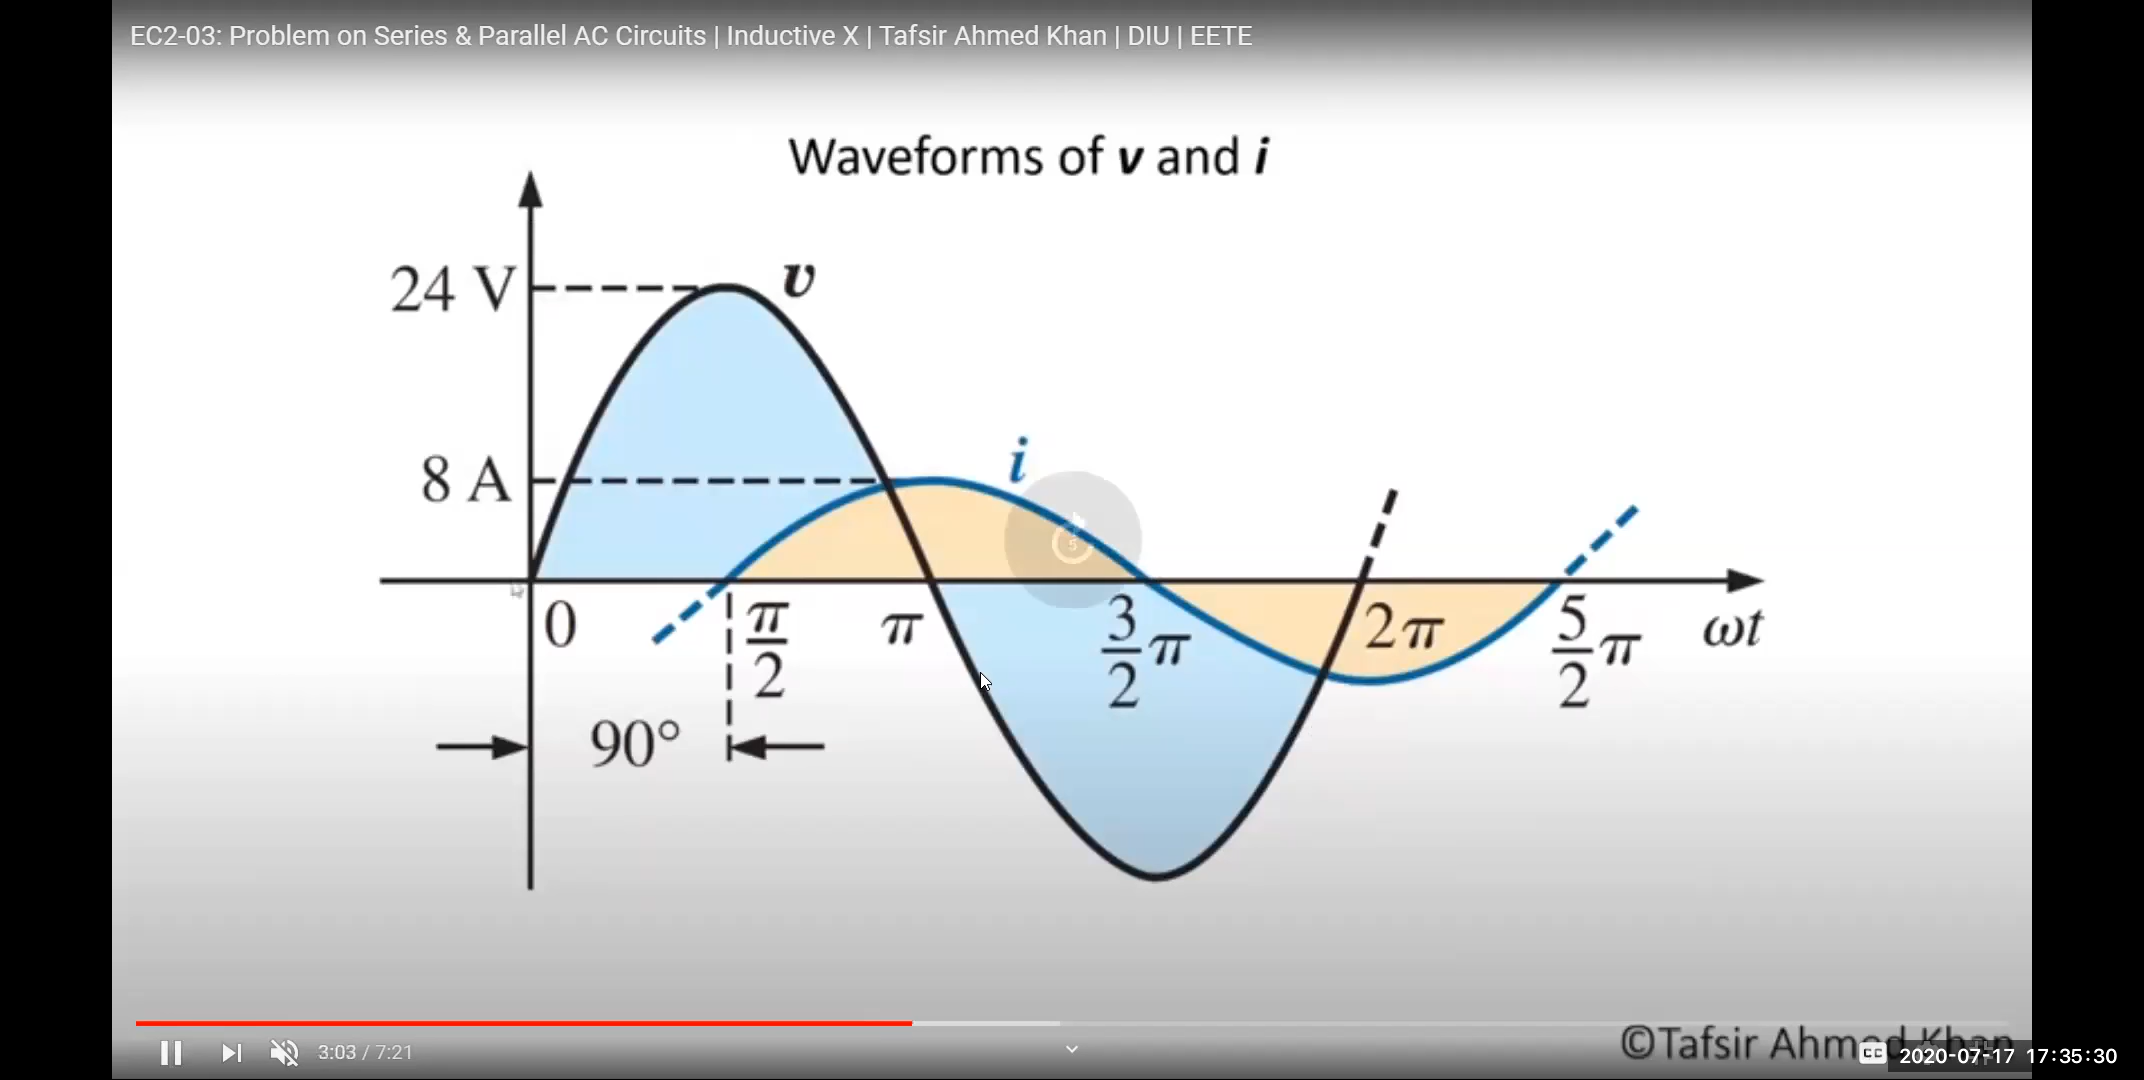 EC2-03: Problem on Series & Parallel AC Circuits | Inductive X | Tafsir Ahmed Khan | DIU | EETE
Waveforms of v and i
24 V
v
8 A
i
5
0
π/2
π
3/2 π
2π
5/2 π
ωt
90°
©Tafsir Ahmed Khan
3:03 / 7:21
CC
2020-07-17 17:35:30